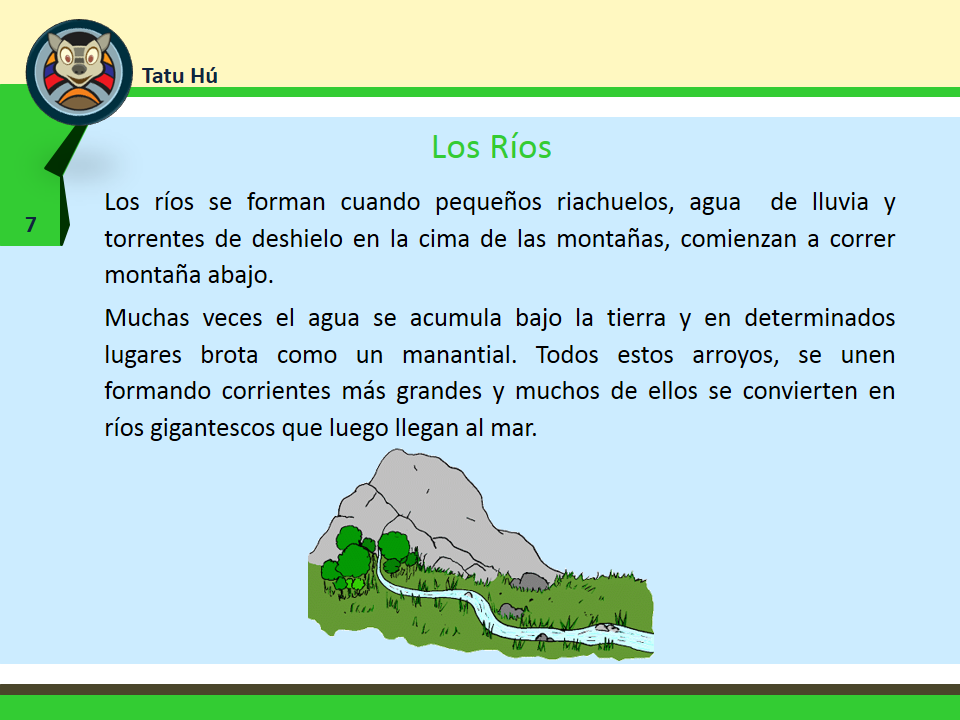 Tatu Hú
Los Ríos
Los ríos se forman cuando pequeños riachuelos, agua  de lluvia y
torrentes de deshielo en la cima de las montañas, comienzan a correr
montaña abajo.
7
Muchas veces el agua se acumula bajo la tierra y en determinados
lugares brota como un manantial. Todos estos arroyos, se unen
formando corrientes más grandes y muchos de ellos se convierten en
ríos gigantescos que luego llegan al mar.